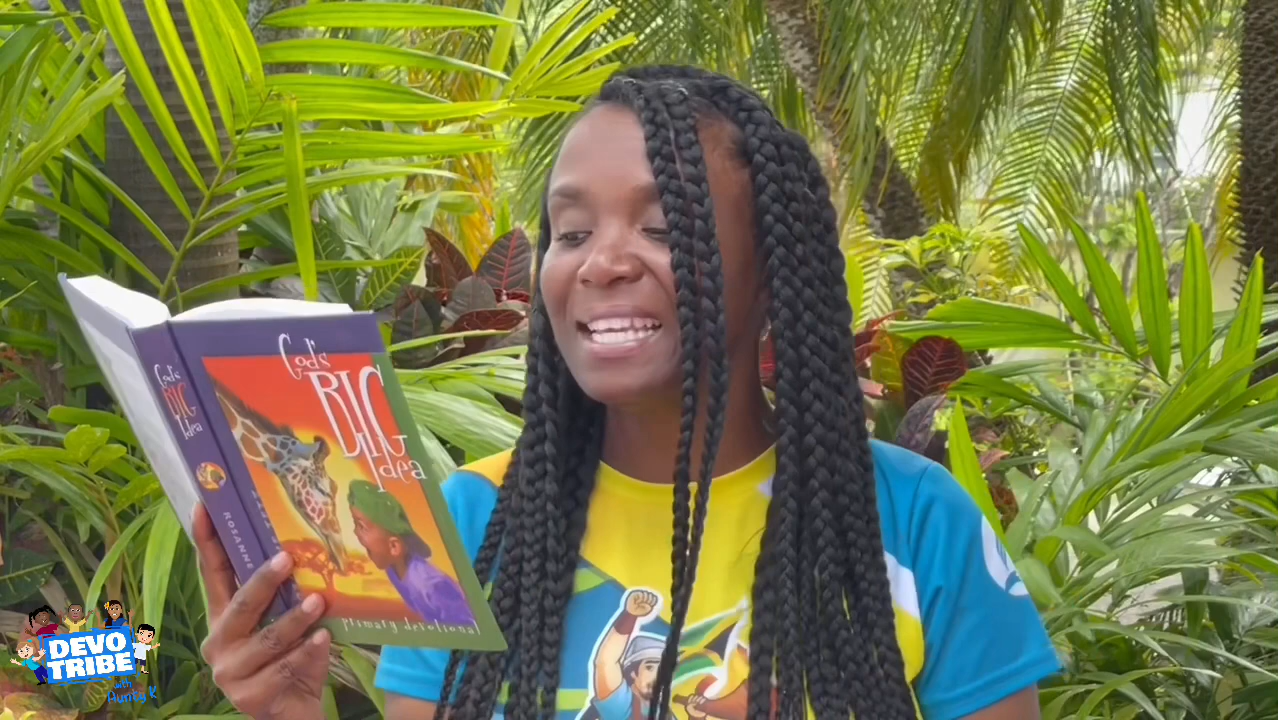 God's
BIG
Idea
God's
BIG
Idea
ROSANNE
primary devotional
DEVO
TRIBE
with
Aunty K